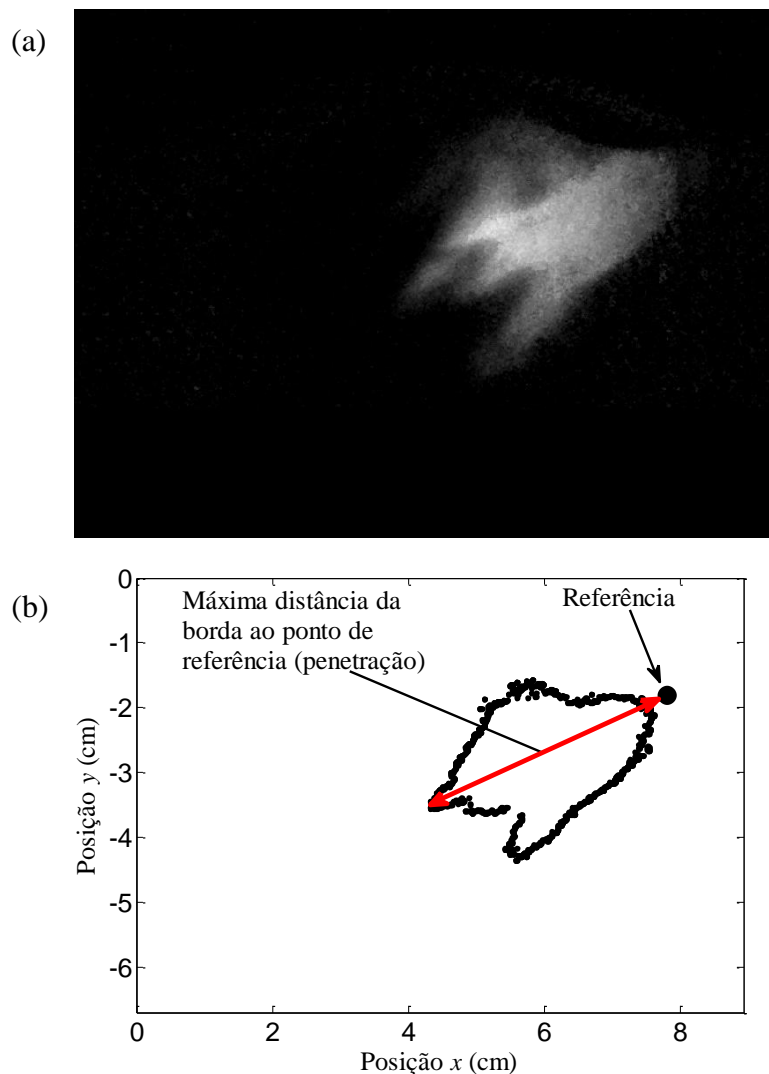 (a)
(b)
0
Máxima distância da
borda ao ponto de
referência (penetração)
Referência
-1
-2
-3
-4
-5
-6
Posição y (cm)
0
2
4
6
8
Posição x (cm)